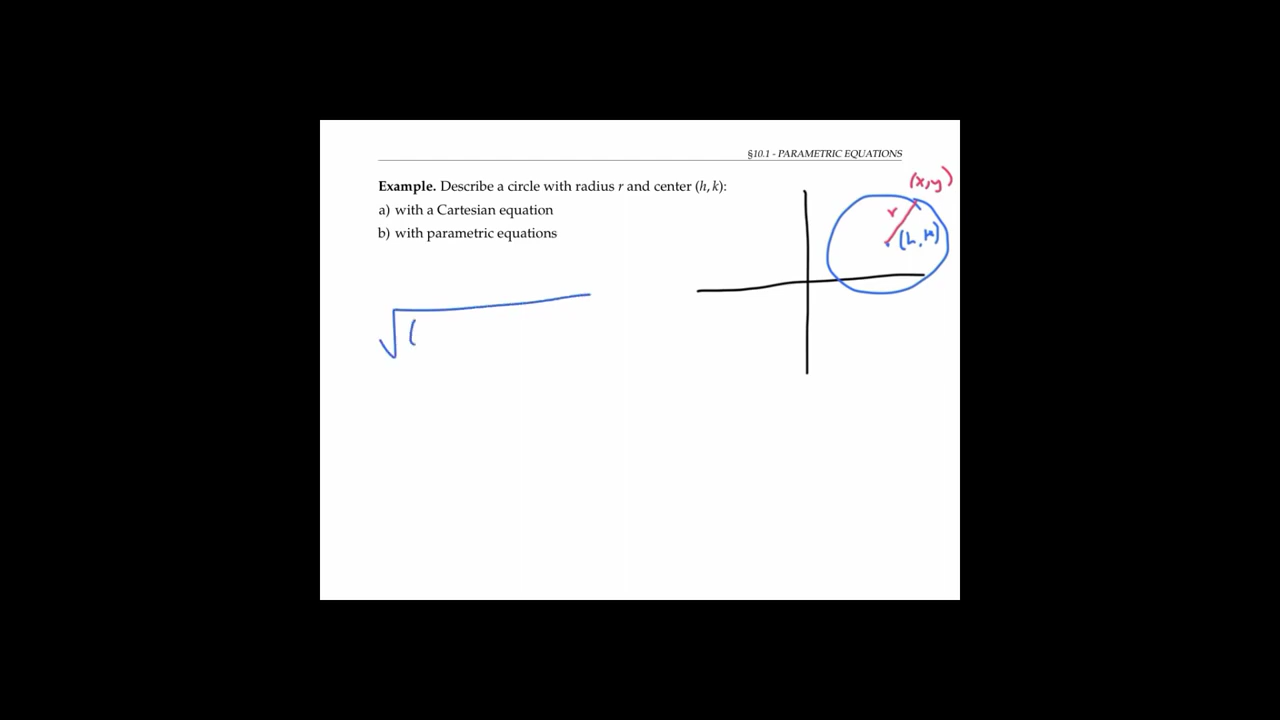 §10.1 - PARAMETRIC EQUATIONS
Example. Describe a circle with radius r and center (h, k):
a) with a Cartesian equation
b) with parametric equations
(x,y)
r
(h,k)
√(